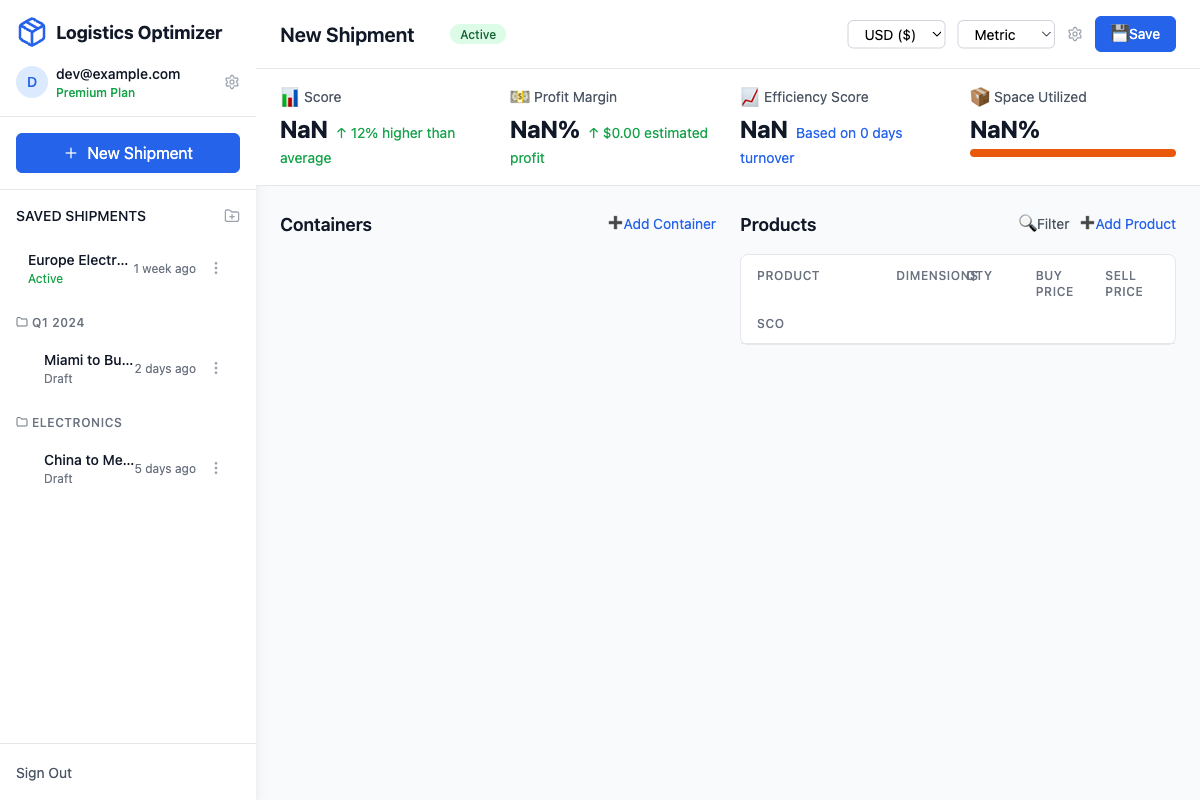 Logistics Optimizer
D
dev@example.com
Premium Plan
+ New Shipment
SAVED SHIPMENTS
Europe Electr...
Active
1 week ago
Q1 2024
Miami to Bu...
Draft
2 days ago
ELECTRONICS
China to Me...
Draft
5 days ago
Sign Out
New Shipment
Active
USD ($)
Metric
Save
Score
NaN ↑ 12% higher than
average
Profit Margin
NaN% ↑ $0.00 estimated
profit
Efficiency Score
NaN Based on 0 days
turnover
Space Utilized
NaN%
Containers
➕Add Container
Products
Filter
➕Add Product
PRODUCT
DIMENSIONS
QTY
BUY
PRICE
SELL
PRICE
SCO